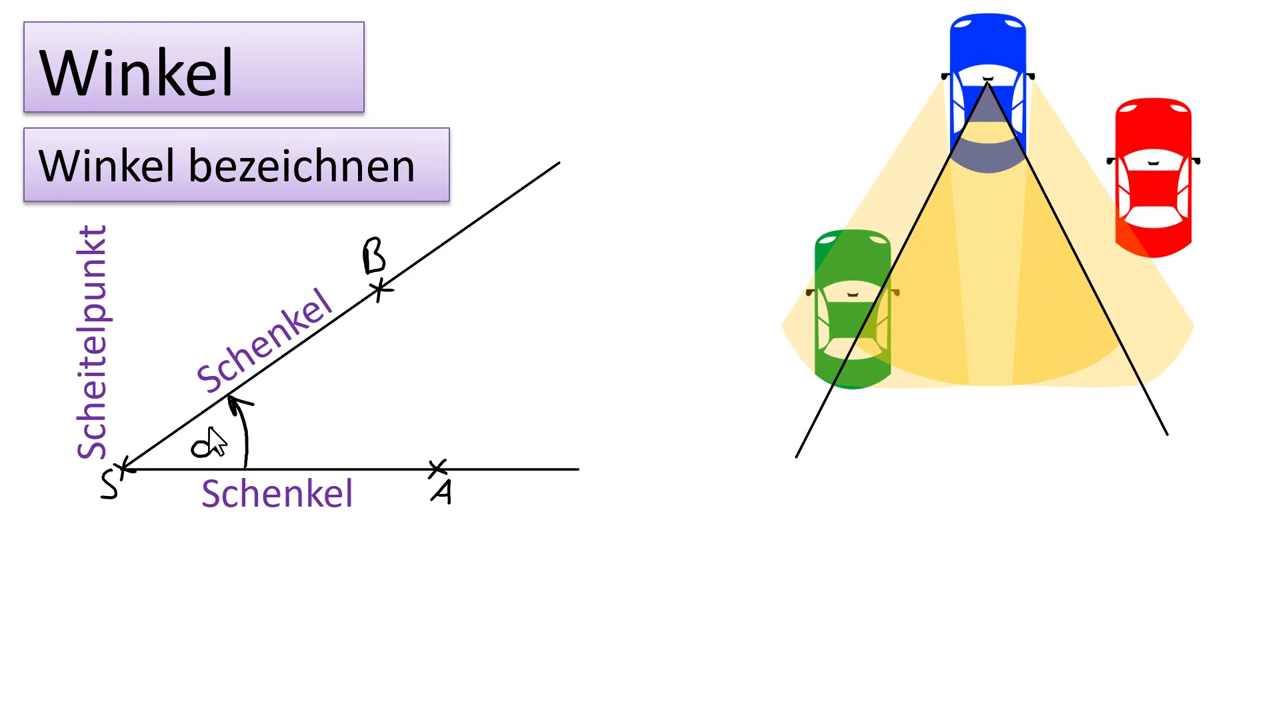 Winkel
Winkel bezeichnen
Scheitelpunkt
Schenkel
B
α
S
Schenkel
A